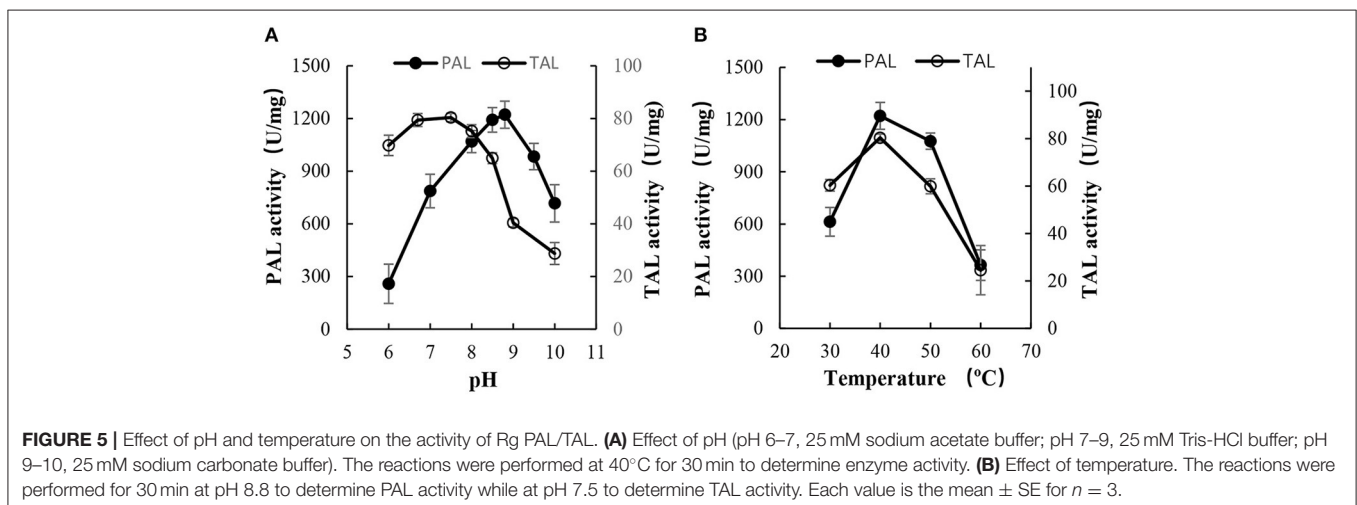 A
PAL TAL
1500
1200
900
600
300
0
PAL activity (U/mg)
100
80
60
40
20
0
TAL activity (U/mg)
5 6 7 8 9 10 11
pH
B
PAL TAL
1500
1200
900
600
300
0
PAL activity (U/mg)
100
80
60
40
20
0
TAL activity (U/mg)
20 30 40 50 60 70
Temperature (ºC)
FIGURE 5 | Effect of pH and temperature on the activity of Rg PAL/TAL. (A) Effect of pH (pH 6–7, 25 mM sodium acetate buffer; pH 7–9, 25 mM Tris-HCl buffer; pH
9–10, 25 mM sodium carbonate buffer). The reactions were performed at 40°C for 30 min to determine enzyme activity. (B) Effect of temperature. The reactions were
performed for 30 min at pH 8.8 to determine PAL activity while at pH 7.5 to determine TAL activity. Each value is the mean ± SE for n = 3.